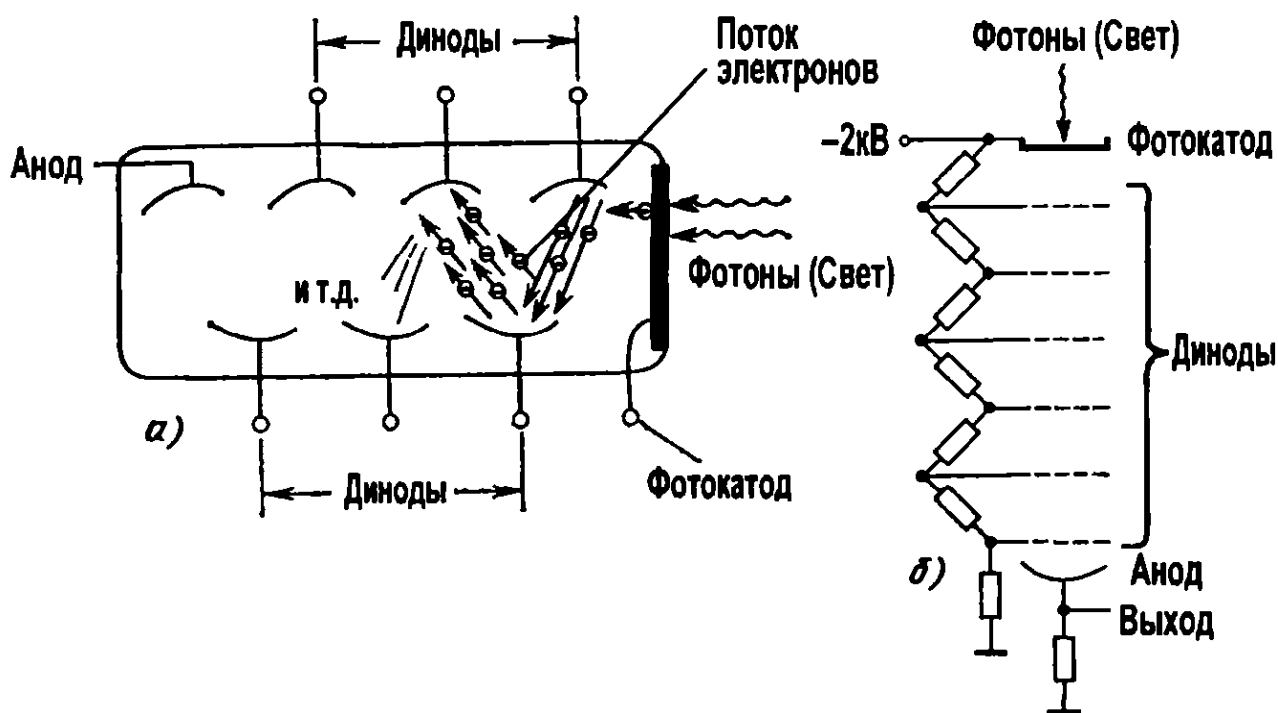 Диноды
Поток
электронов
Анод
Фотоны (Свет)
и т.д.
а)
Диноды
Фотокатод
Фотоны (Свет)
–2кВ
Фотокатод
Диноды
б)
Анод
Выход